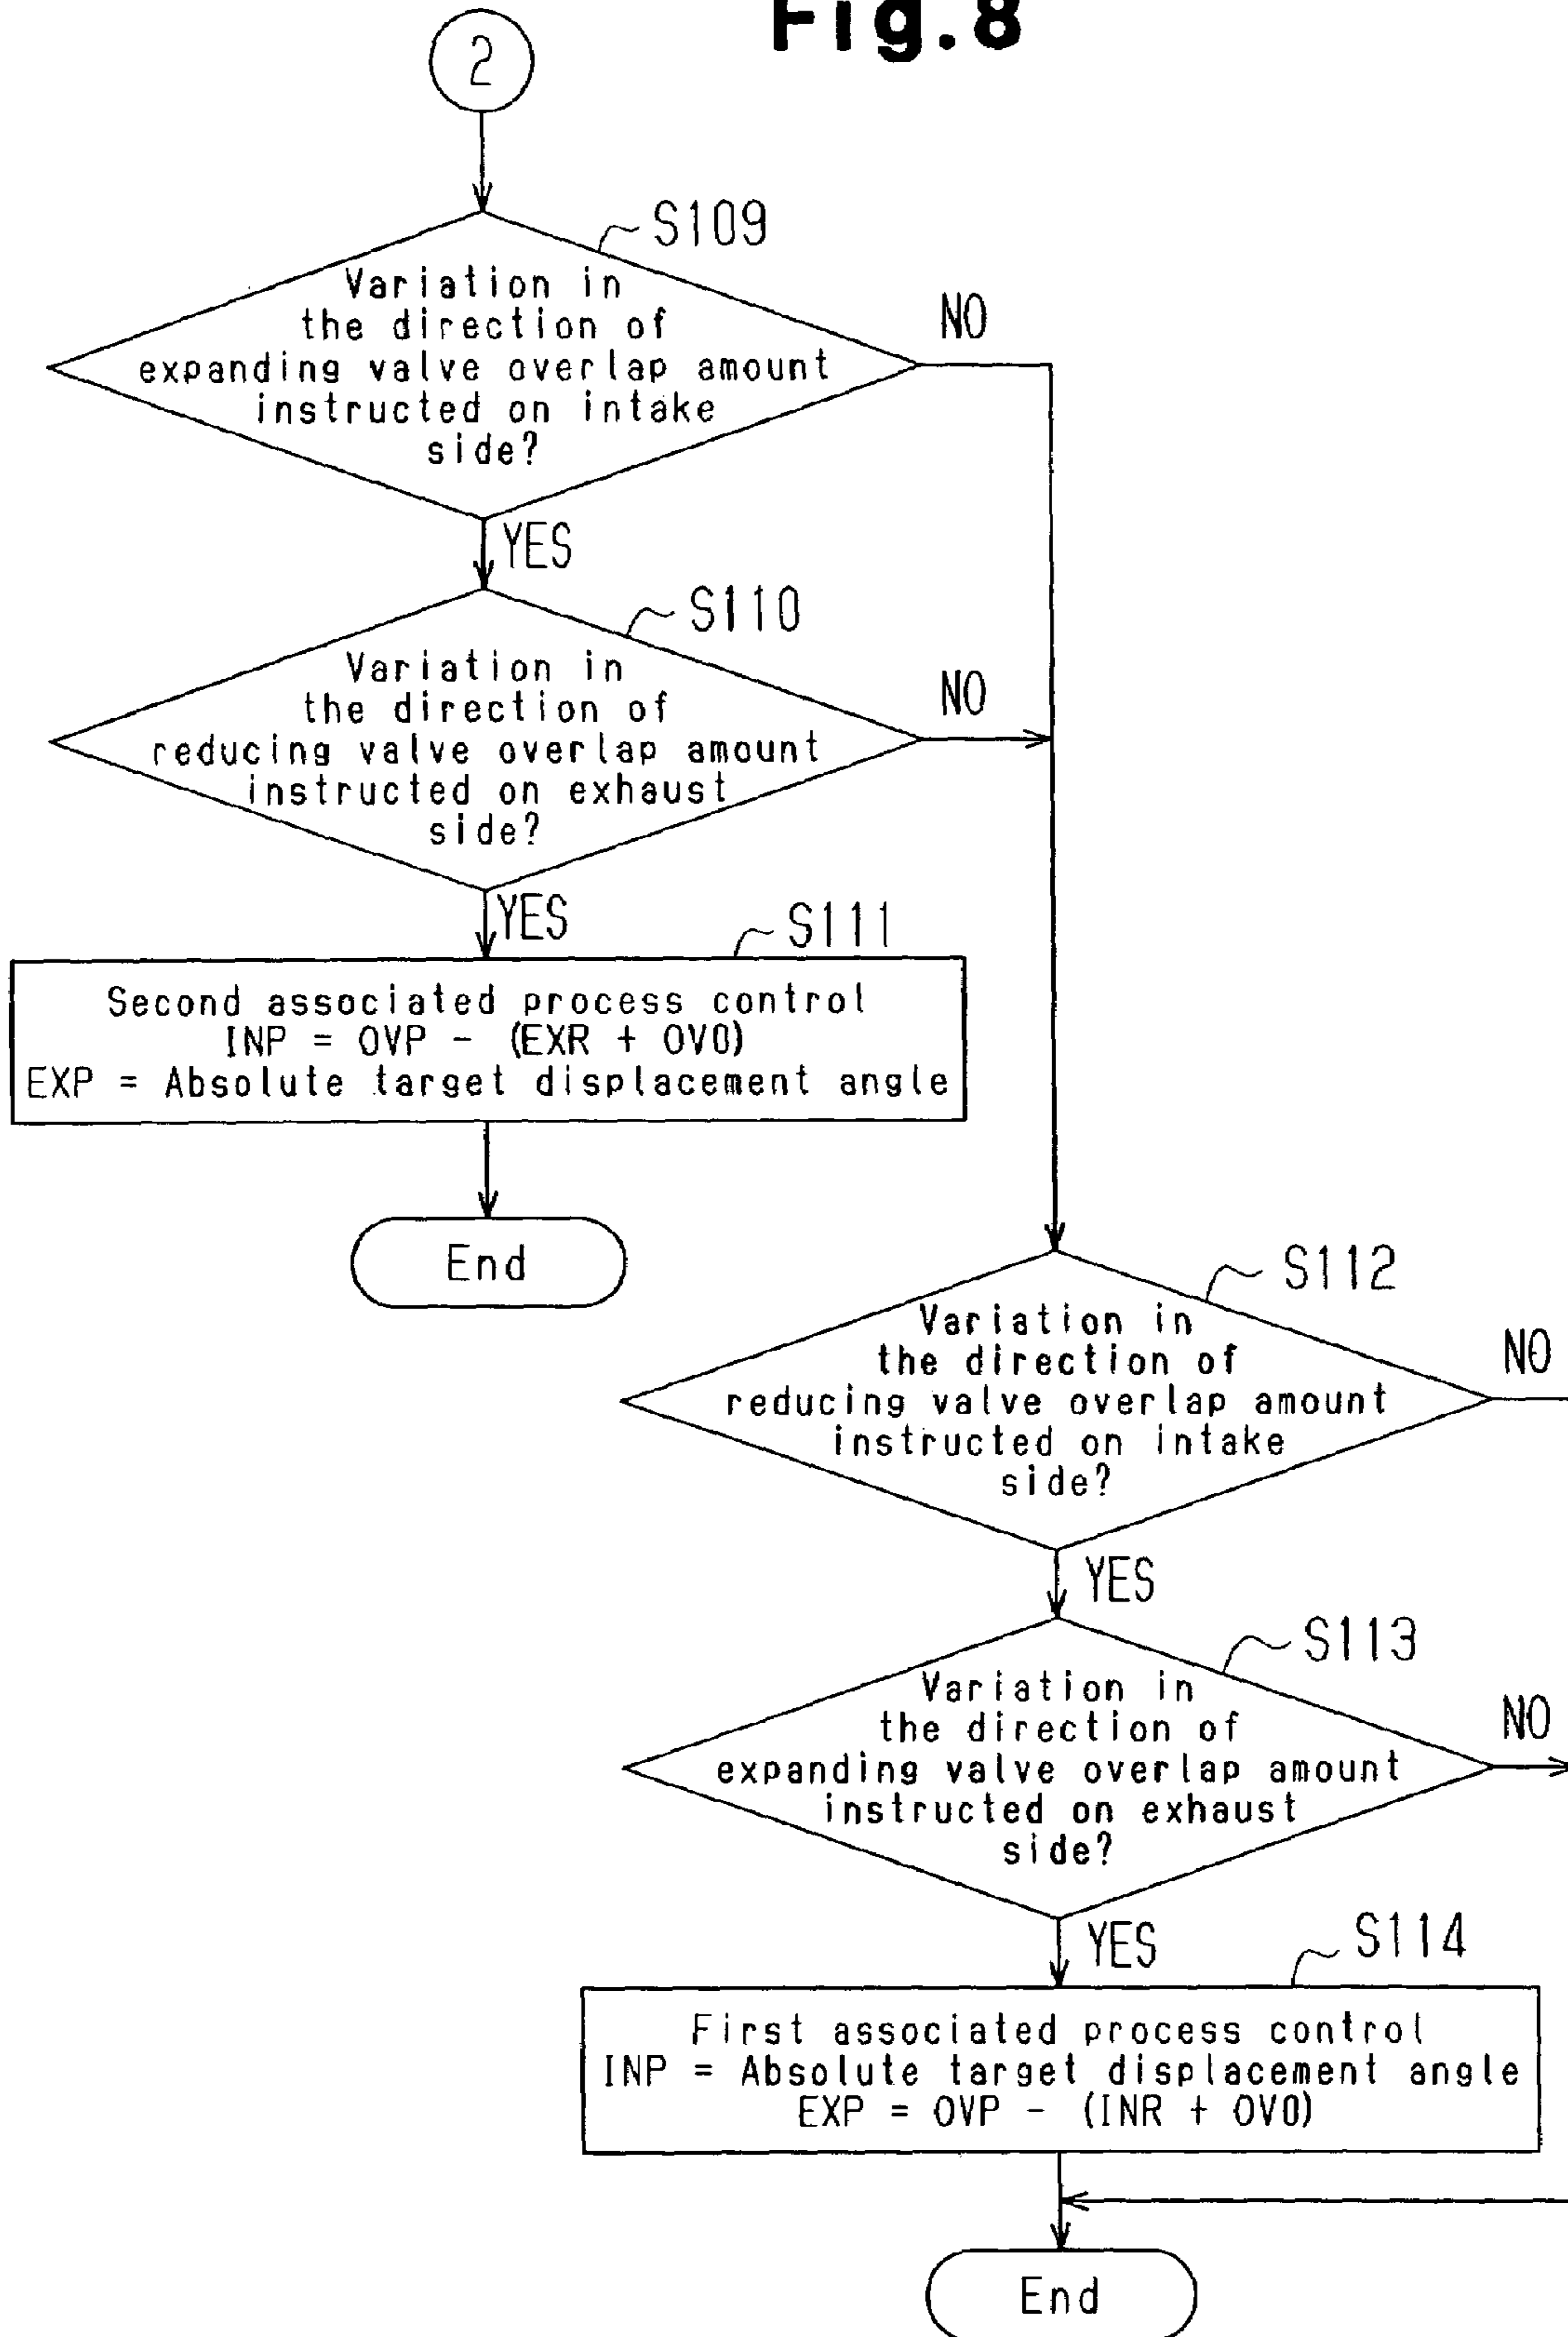 Fig.8
2
S109
Variation in
the direction of
expanding valve overlap amount
instructed on intake
side?
NO
YES
S110
Variation in
the direction of
reducing valve overlap amount
instructed on exhaust
side?
NO
YES
S111
Second associated process control
INP = OVP - (EXR + OV0)
EXP = Absolute target displacement angle
End
S112
Variation in
the direction of
reducing valve overlap amount
instructed on intake
side?
NO
YES
S113
Variation in
the direction of
expanding valve overlap amount
instructed on exhaust
side?
NO
YES
S114
First associated process control
INP = Absolute target displacement angle
EXP = OVP - (INR + OV0)
End